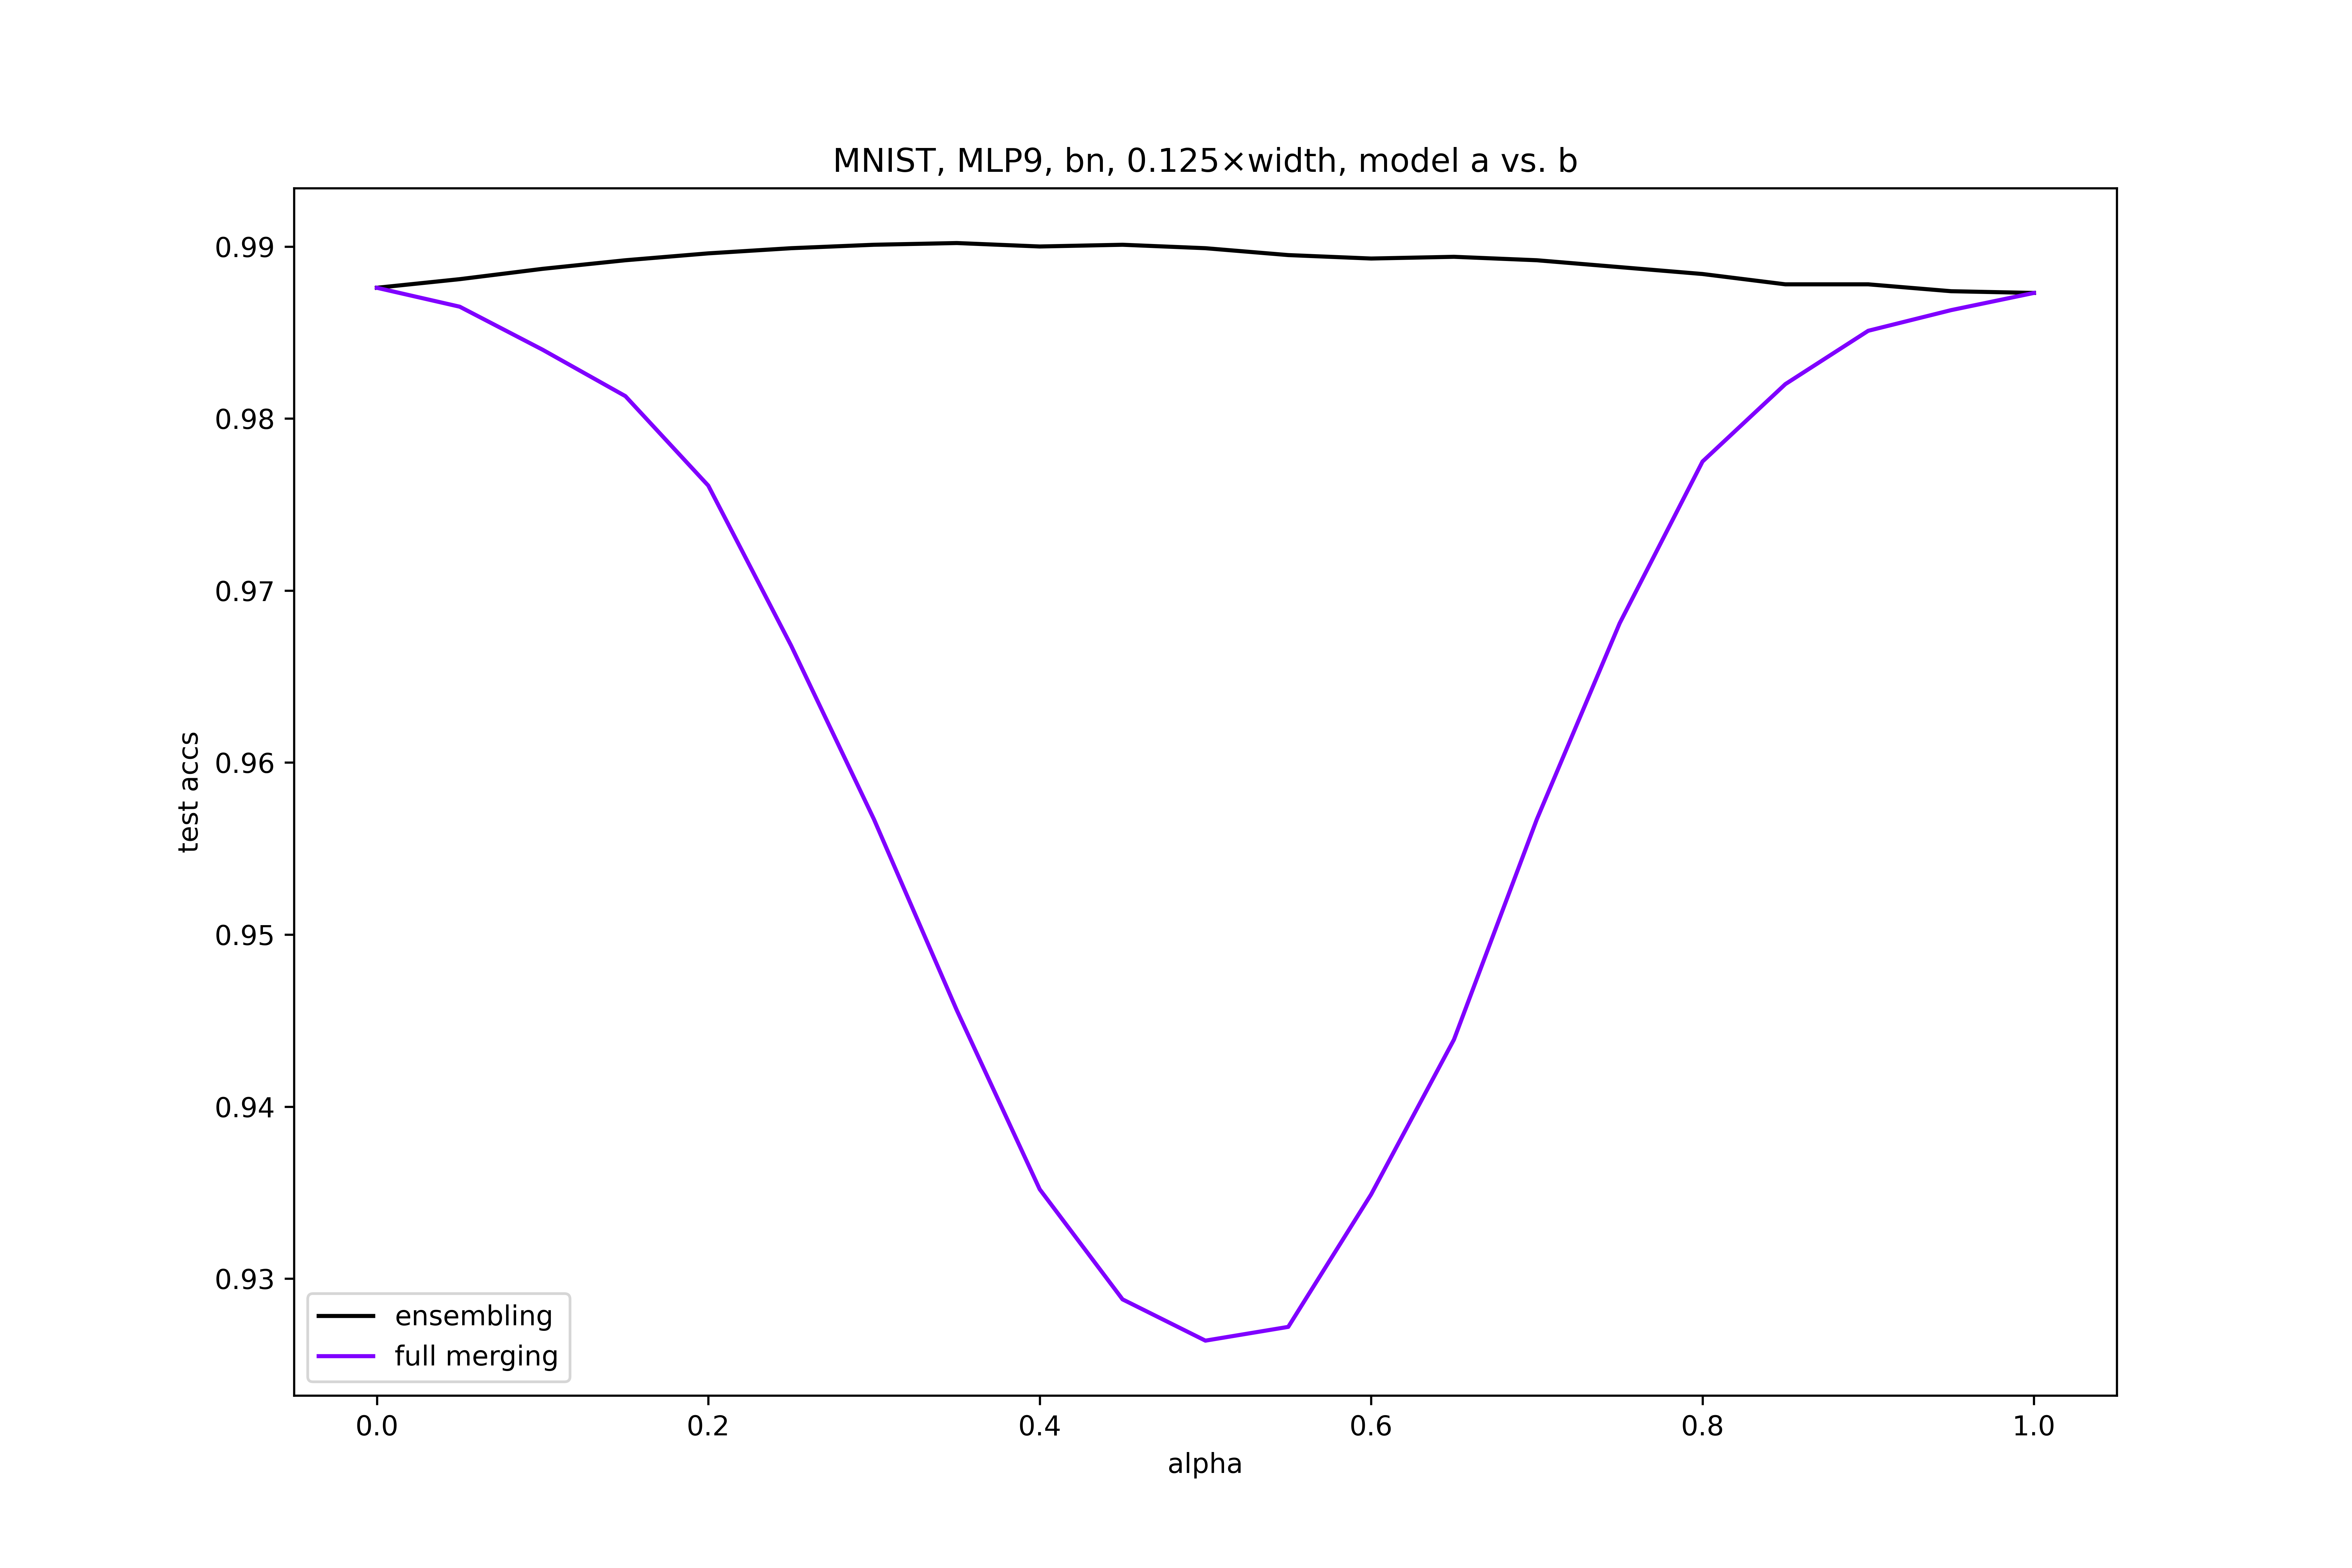 MNIST, MLP9, bn, 0.125×width, model a vs. b
0.99
0.98
0.97
0.96
0.95
0.94
0.93
test accs
ensembling
full merging
0.0 0.2 0.4 0.6 0.8 1.0
alpha